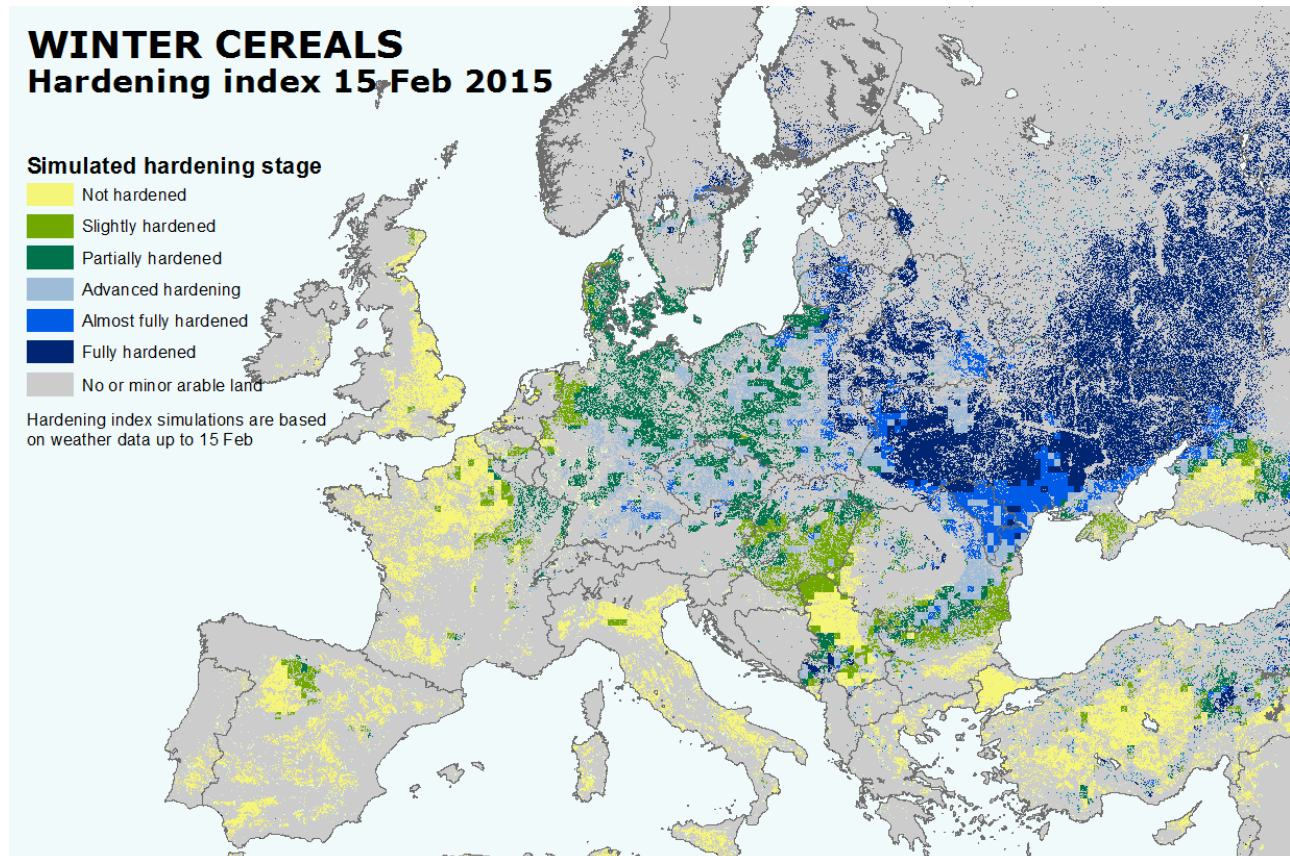 WINTER CEREALS
Hardening index 15 Feb 2015
Simulated hardening stage
Not hardened
Slightly hardened
Partially hardened
Advanced hardening
Almost fully hardened
Fully hardened
No or minor arable land
Hardening index simulations are based
on weather data up to 15 Feb